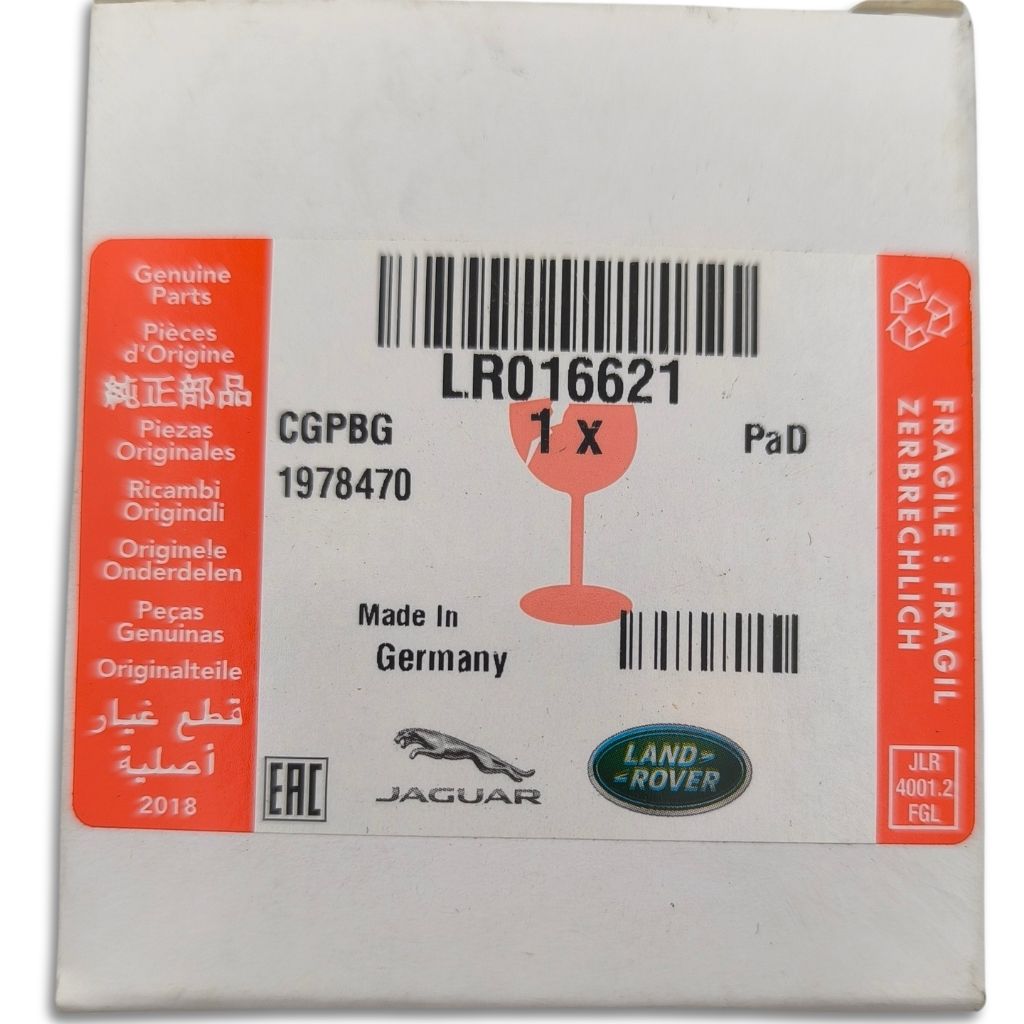 Genuine
Parts
Pièces
d'Origine
純正部品
Piezas
Originales
Ricambi
Originali
Originele
Onderdelen
Peças
Genuinas
Originalteile
قطع غيار
أصلية
2018
LR016621
CGPBG
1 x
PaD
1978470
Made In
Germany
EAC
JAGUAR
LAND
ROVER
FRAGILE : FRAGIL
ZERBRECHLICH
JLR
4001.2
FGL